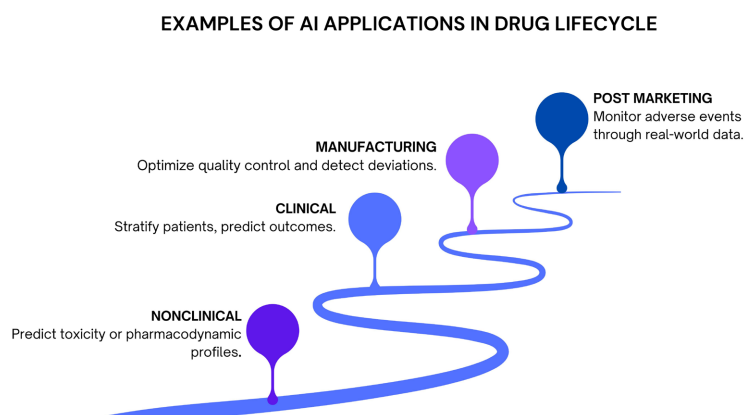 EXAMPLES OF AI APPLICATIONS IN DRUG LIFECYCLE
POST MARKETING
Monitor adverse events
through real-world data.
MANUFACTURING
Optimize quality control and detect deviations.
CLINICAL
Stratify patients, predict outcomes.
NONCLINICAL
Predict toxicity or pharmacodynamic
profiles.